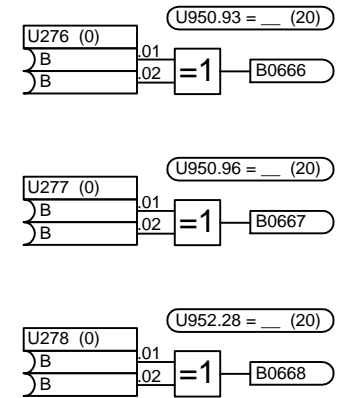 U950.93 = __ (20)
U276 (0)
B .01
B .02
=1
B0666
U950.96 = __ (20)
U277 (0)
B .01
B .02
=1
B0667
U952.28 = __ (20)
U278 (0)
B .01
B .02
=1
B0668